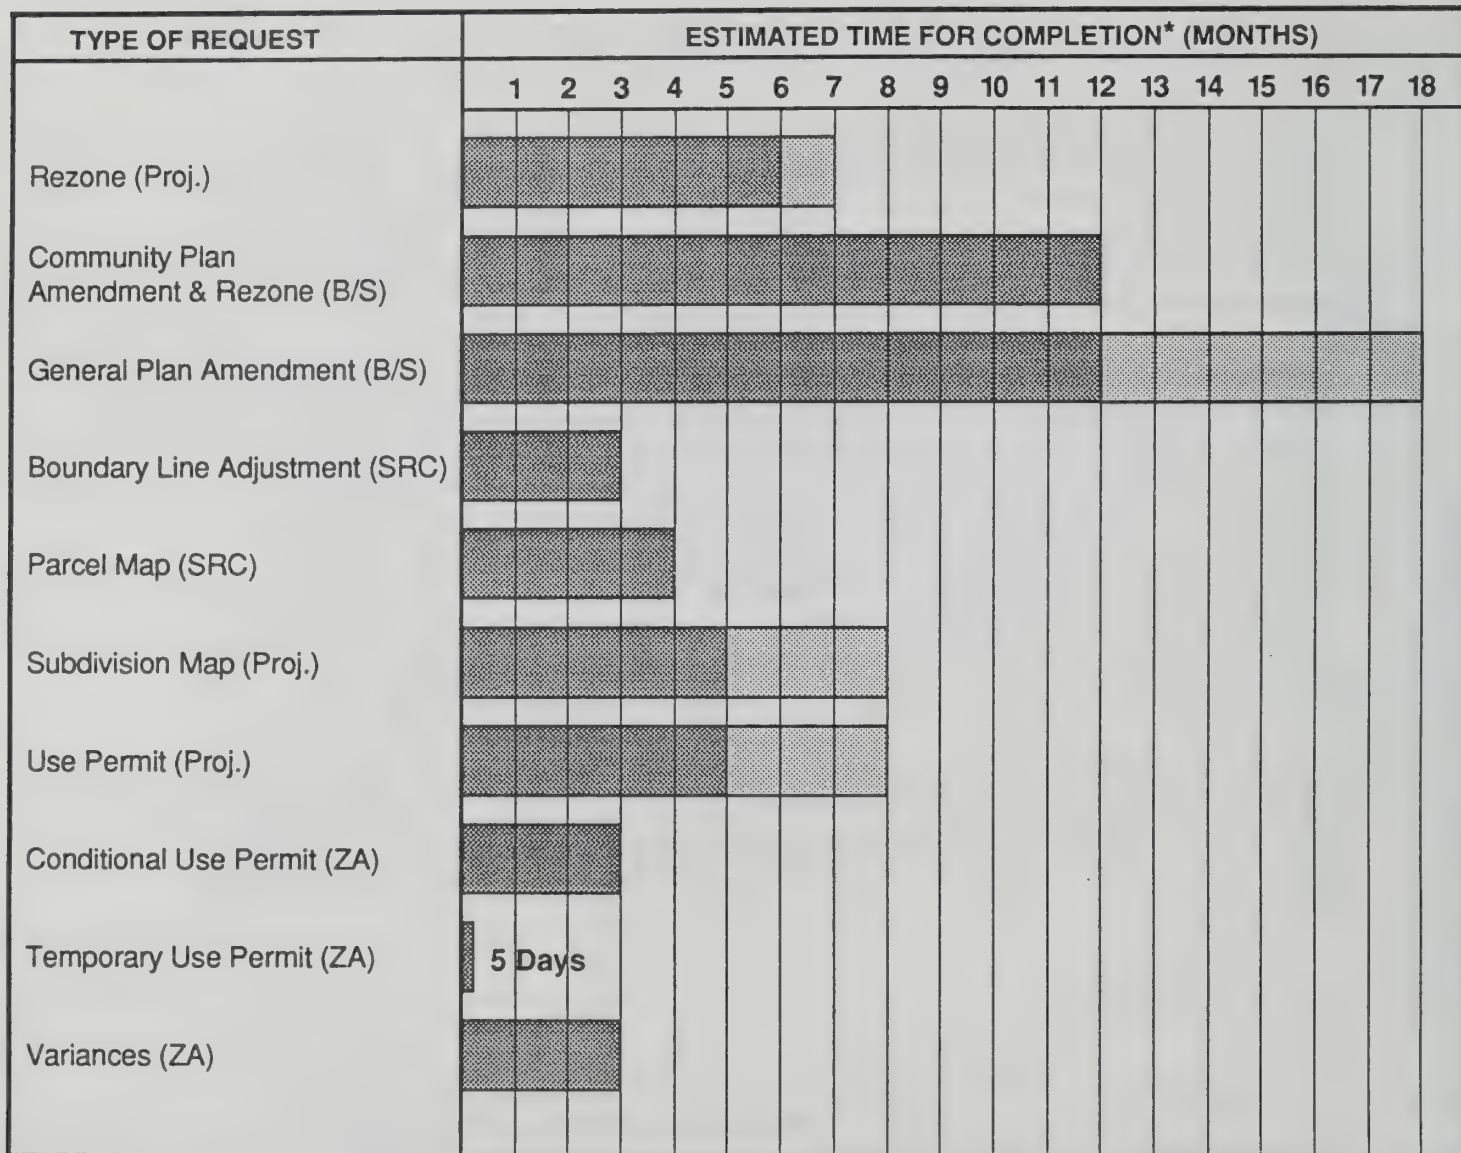 TYPE OF REQUEST
ESTIMATED TIME FOR COMPLETION* (MONTHS)
1 2 3 4 5 6 7 8 9 10 11 12 13 14 15 16 17 18
Rezone (Proj.)
Community Plan
Amendment & Rezone (B/S)
General Plan Amendment (B/S)
Boundary Line Adjustment (SRC)
Parcel Map (SRC)
Subdivision Map (Proj.)
Use Permit (Proj.)
Conditional Use Permit (ZA)
Temporary Use Permit (ZA)
5 Days
Variances (ZA)